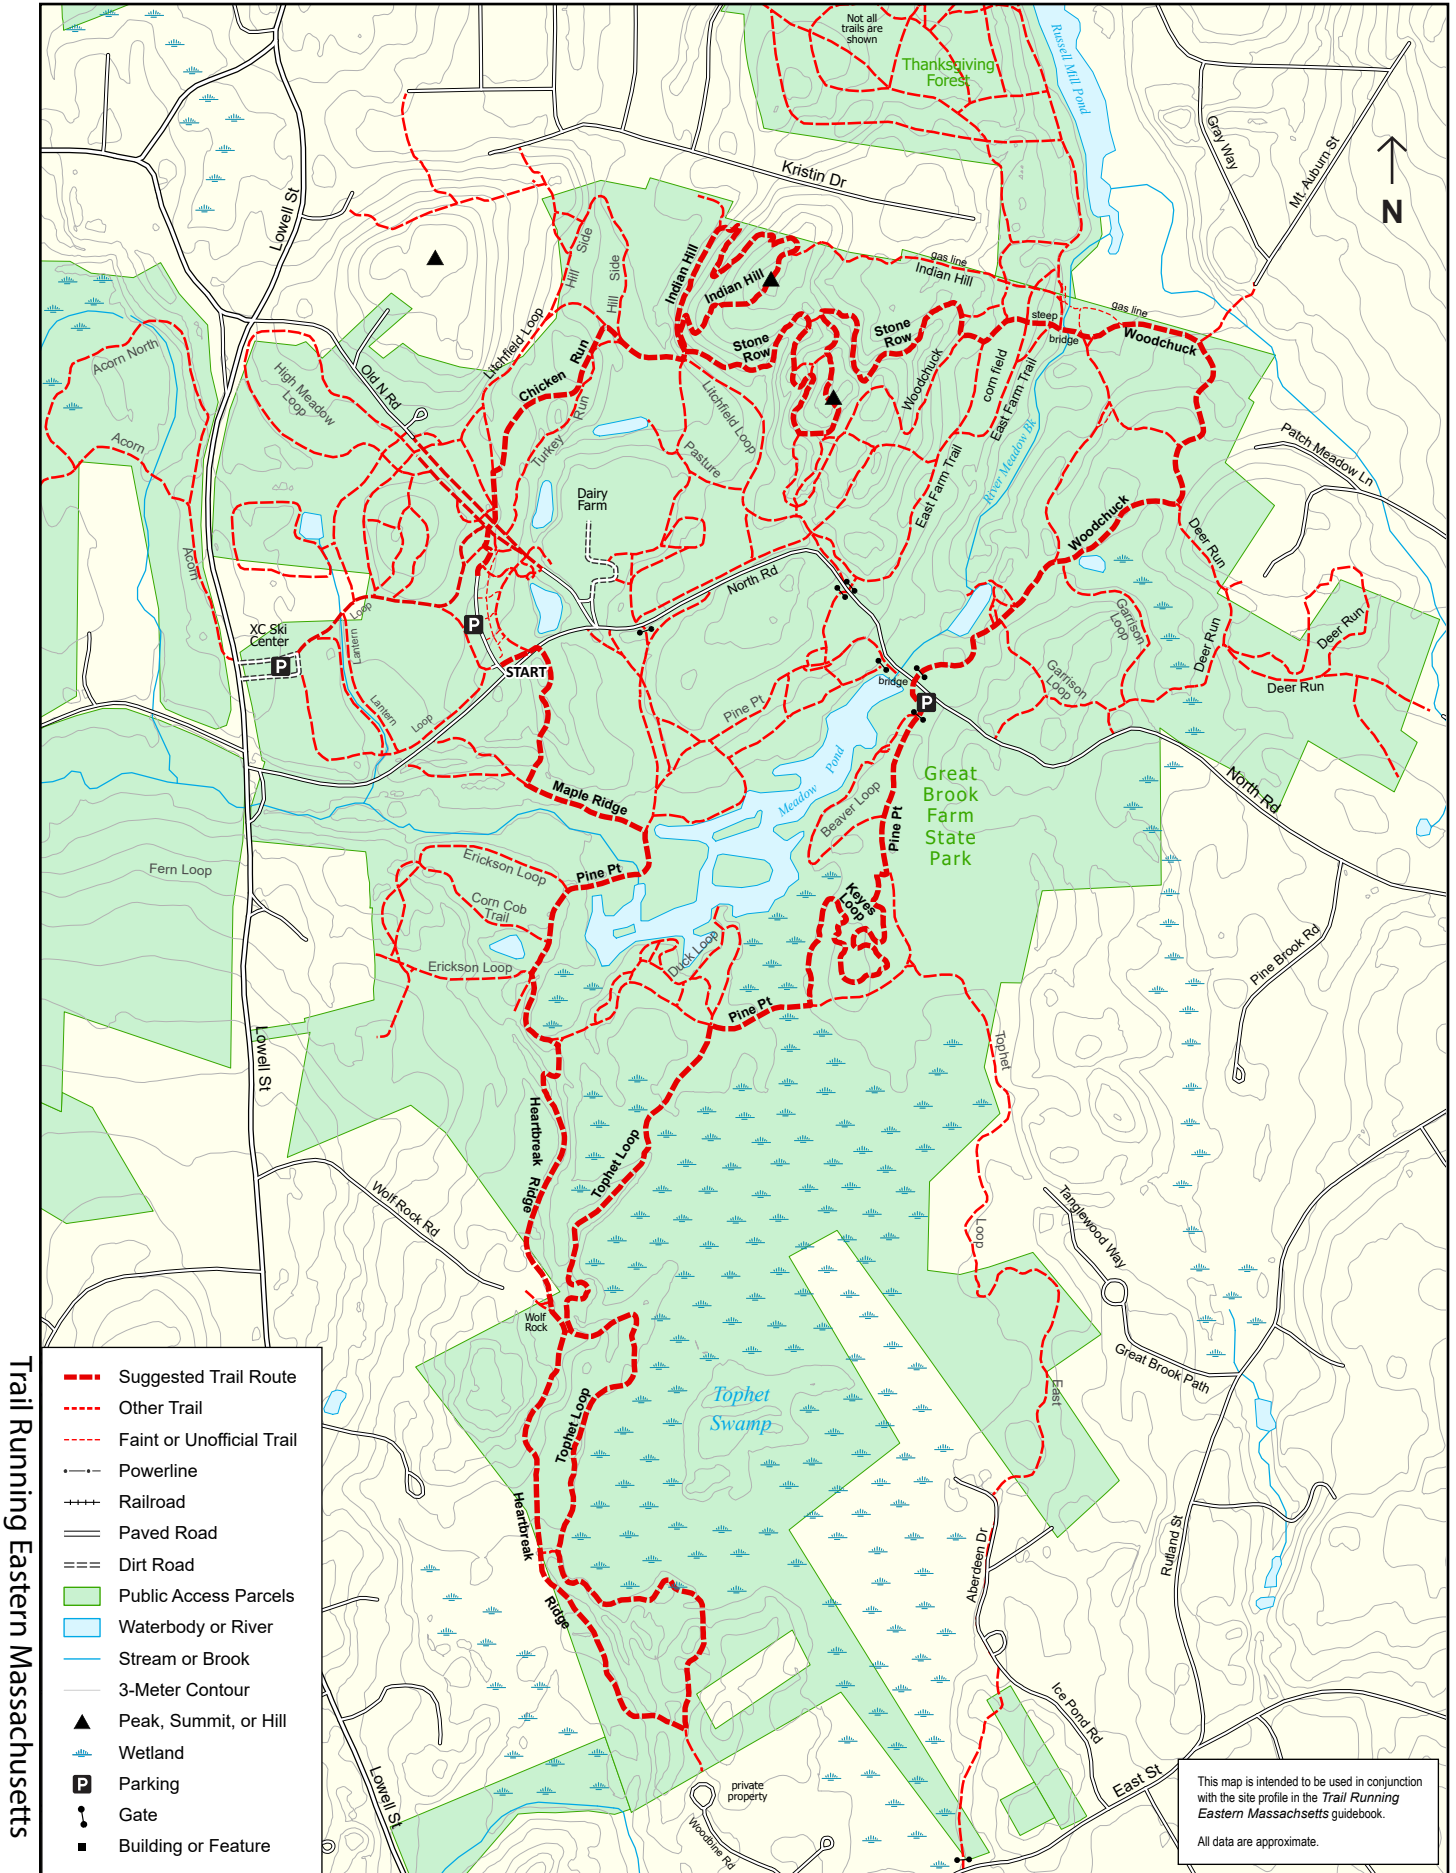 Not all
trails are
shown
Thanksgiving
Forest
Russell Mill Pond
Gray Way
Mt. Auburn St
N
Kristin Dr
Lowell St
Hill Side
Hill Side
Indian Hill
Indian Hill
gas line
Indian Hill
gas line
steep
bridge
Woodchuck
Stone
Row
Stone
Row
Litchfield Loop
Chicken Run
Acorn North
High Meadow
Loop
Old N Rd
Turkey Run
Litchfield Loop
Pasture
Woodchuck
corn field
East Farm Trail
East Farm Trail
River Meadow Bk
Patch Meadow Ln
Acorn
Acorn
Dairy
Farm
Woodchuck
Deer Run
North Rd
Garrison
Loop
Deer Run
Deer Run
Deer Run
Garrison
Loop
XC Ski
Center
P
P
Loop
Lantern
Lantern
Loop
START
bridge
P
Pine Pt
Meadow Pond
Beaver Loop
Pine Pt
Great
Brook
Farm
State
Park
North Rd
Maple Ridge
Fern Loop
Erickson Loop
Pine Pt
Corn Cob
Trail
Erickson Loop
Keyes
Loop
Duck Loop
Pine Pt
Pine Brook Rd
Lowell St
Tophet
Loop
East
Heartbreak Ridge
Tophet Loop
Wolf Rock Rd
Tanglewood Way
Wolf
Rock
Great Brook Path
Tophet
Swamp
Tophet Loop
Heartbreak
Ridge
Aberdeen Dr
Rutland St
Ice Pond Rd
East St
Lowell St
private
property
Woodbine Rd
Trail Running Eastern Massachusetts
Suggested Trail Route
Other Trail
Faint or Unofficial Trail
Powerline
Railroad
Paved Road
Dirt Road
Public Access Parcels
Waterbody or River
Stream or Brook
3-Meter Contour
Peak, Summit, or Hill
Wetland
P Parking
Gate
Building or Feature
This map is intended to be used in conjunction
with the site profile in the Trail Running
Eastern Massachsetts guidebook.
All data are approximate.